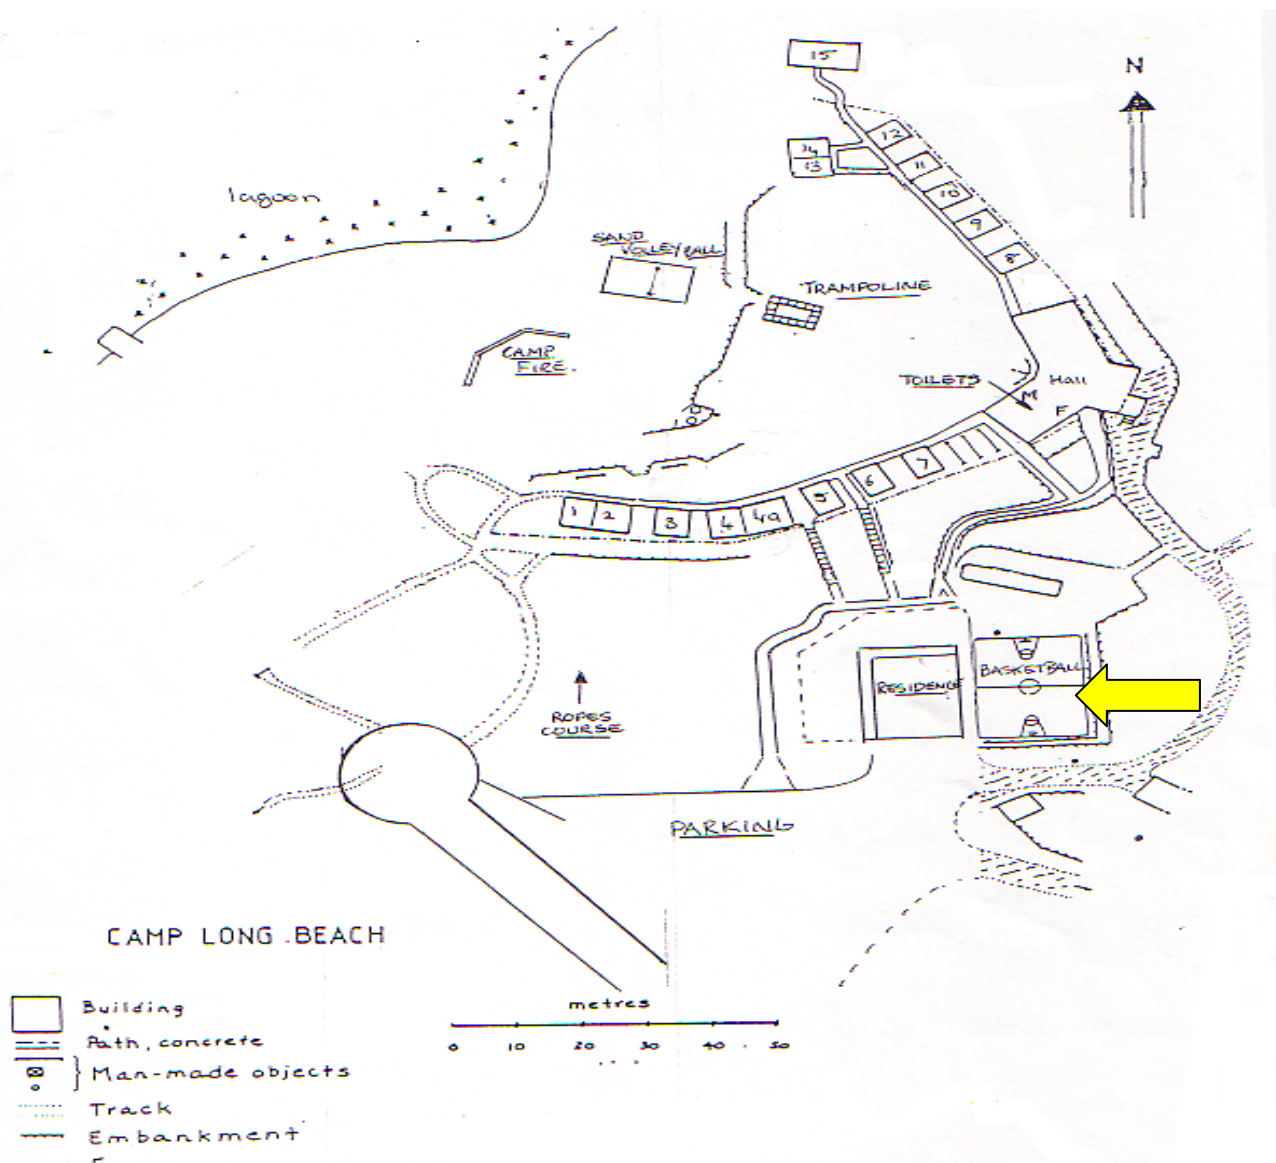 15
N
12
14
13
11
lagoon
10
9
SAND
VOLLEYBALL
8
TRAMPOLINE
CAMP
FIRE.
TOILETS
Hall
M
F
7
6
5
1
2
3
4
4a
BASKETBALL
RESIDENCE
ROPES
COURSE
PARKING
CAMP LONG BEACH
metres
0 10 20 30 40 50
Building
Path, concrete
Man-made objects
Track
Embankment